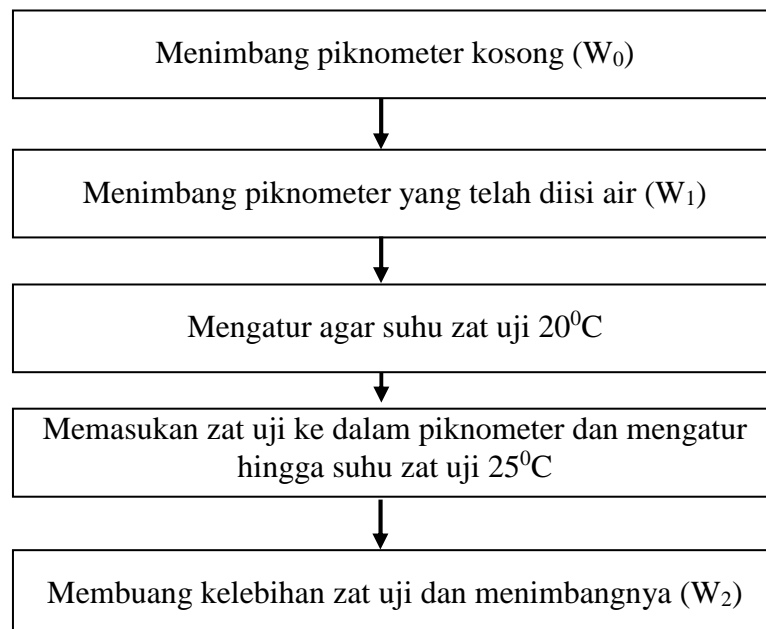 Menimbang piknometer kosong (W₀)
Menimbang piknometer yang telah diisi air (W₁)
Mengatur agar suhu zat uji 20⁰C
Memasukan zat uji ke dalam piknometer dan mengatur
hingga suhu zat uji 25⁰C
Membuang kelebihan zat uji dan menimbangnya (W₂)